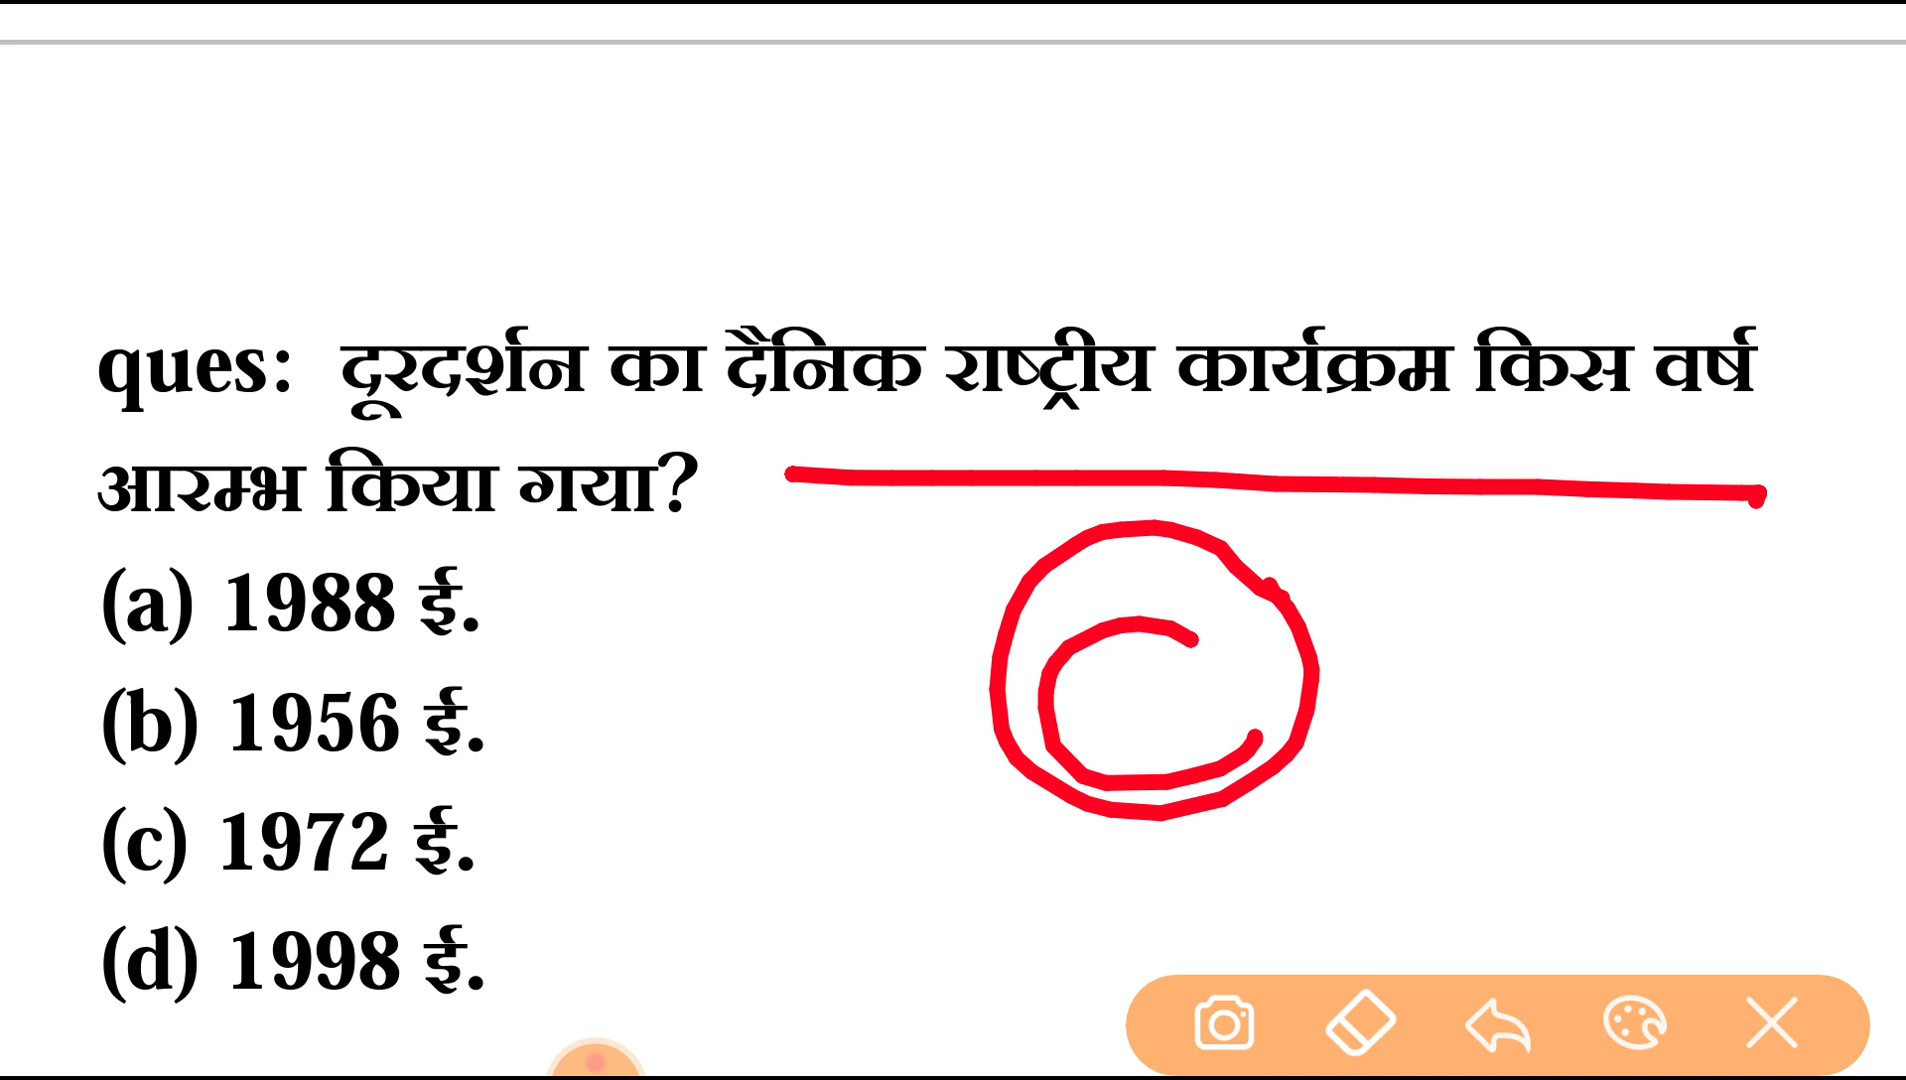 ques: दूरदर्शन का दैनिक राष्ट्रीय कार्यक्रम किस वर्ष
आरम्भ किया गया?
(a) 1988 ई.
(b) 1956 ई.
(c) 1972 ई.
(d) 1998 ई.
C